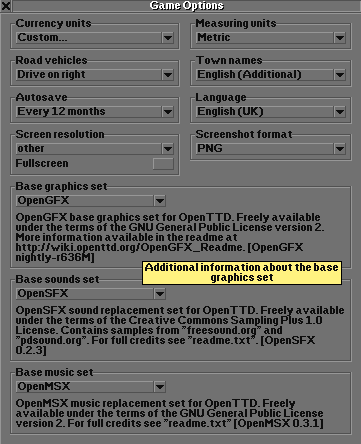 Game Options
Currency units
Custom...
Measuring units
Metric
Road vehicles
Drive on right
Town names
English (Additional)
Autosave
Every 12 months
Language
English (UK)
Screen resolution
other
Fullscreen
Screenshot format
PNG
Base graphics set
OpenGFX
OpenGFX base graphics set for OpenTTD. Freely available
under the terms of the GNU General Public License version 2.
More information available in the readme at
http://wiki.openttd.org/OpenGFX_Readme. [OpenGFX
nightly-r636M]
Additional information about the base
graphics set
Base sounds set
OpenSFX
OpenSFX sound replacement set for OpenTTD. Freely available
under the terms of the Creative Commons Sampling Plus 1.0
License. Contains samples from "freesound.org" and
"pdsound.org". For full credits see "readme.txt". [OpenSFX
0.2.3]
Base music set
OpenMSX
OpenMSX music replacement set for OpenTTD. Freely
available under the terms of the GNU General Public License
version 2. For full credits see "readme.txt" [OpenMSX 0.3.1]